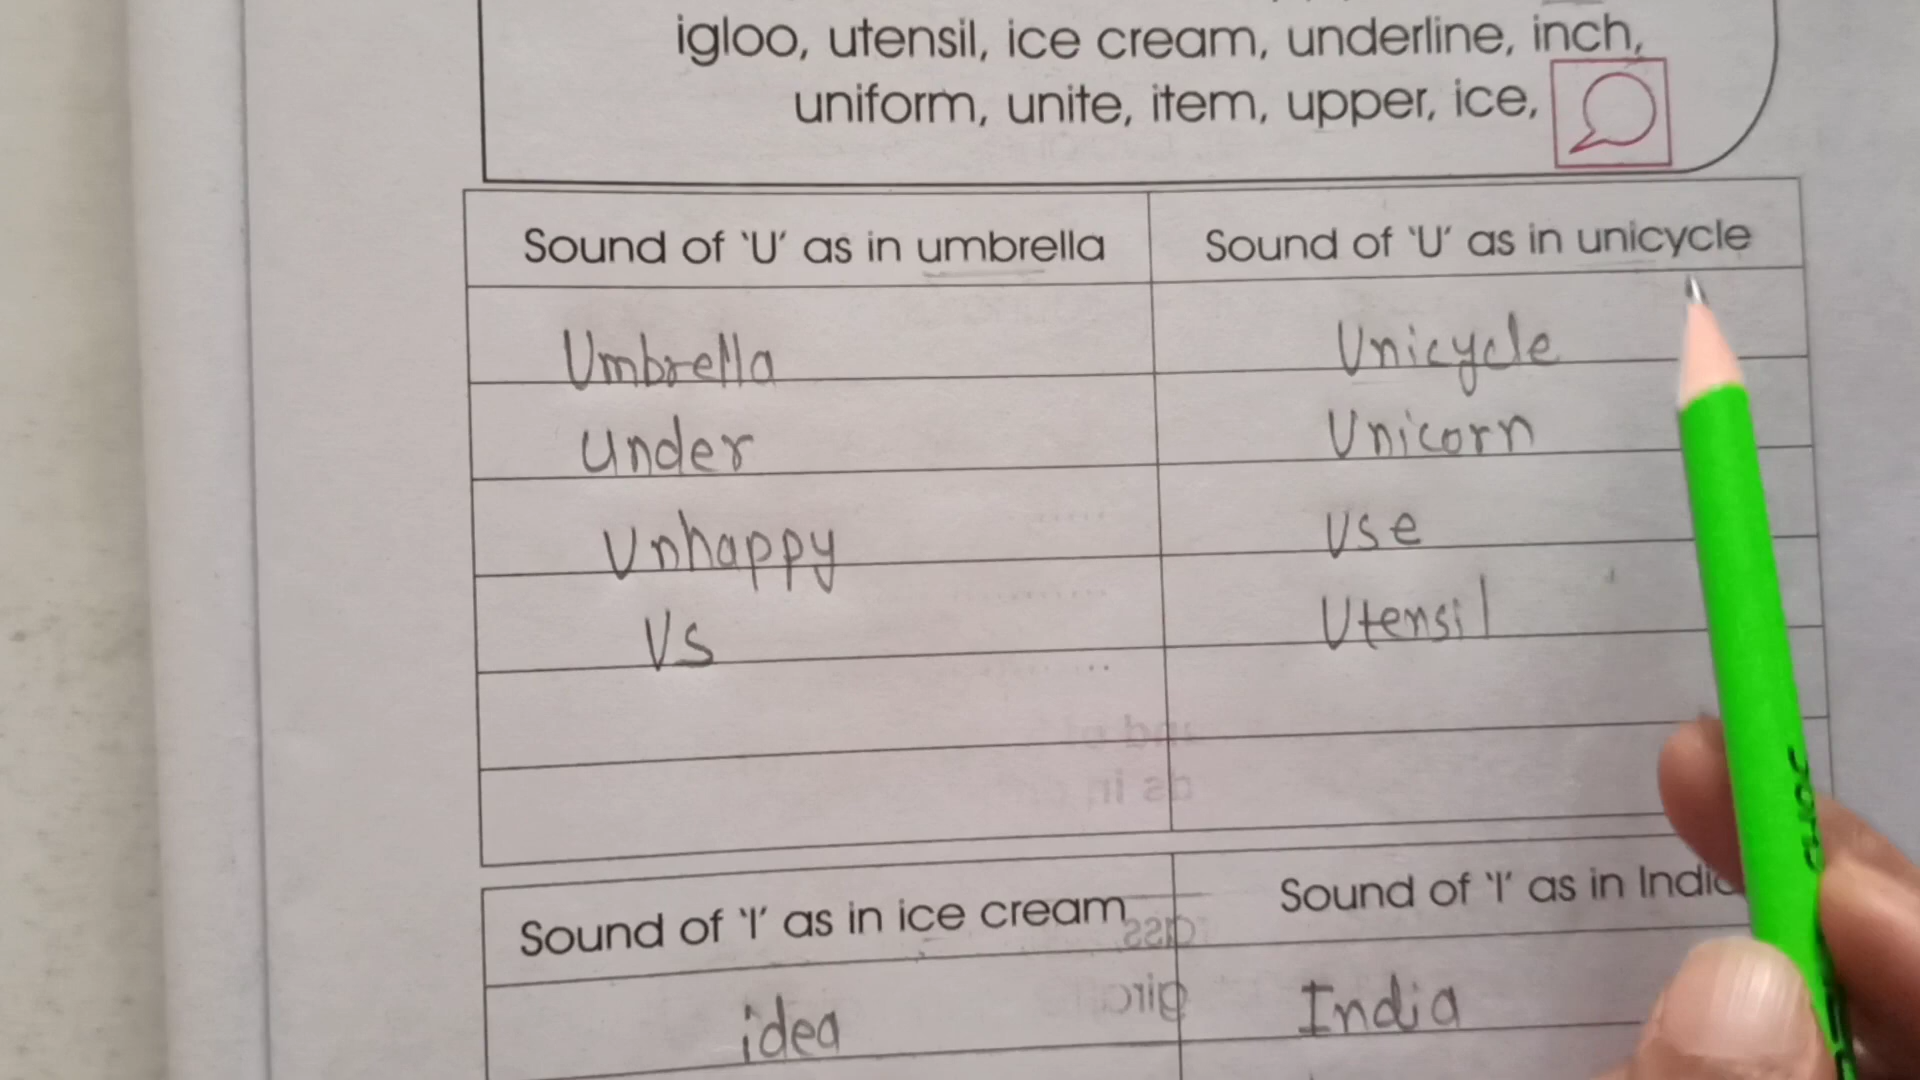 igloo, utensil, ice cream, underline, inch,
uniform, unite, item, upper, ice,
Sound of 'U' as in umbrella
Sound of 'U' as in unicycle
Umbrella
Unicycle
Under
Unicorn
Unhappy
Use
Us
Utensil
Sound of 'I' as in ice cream
Sound of 'I' as in India
idea
India